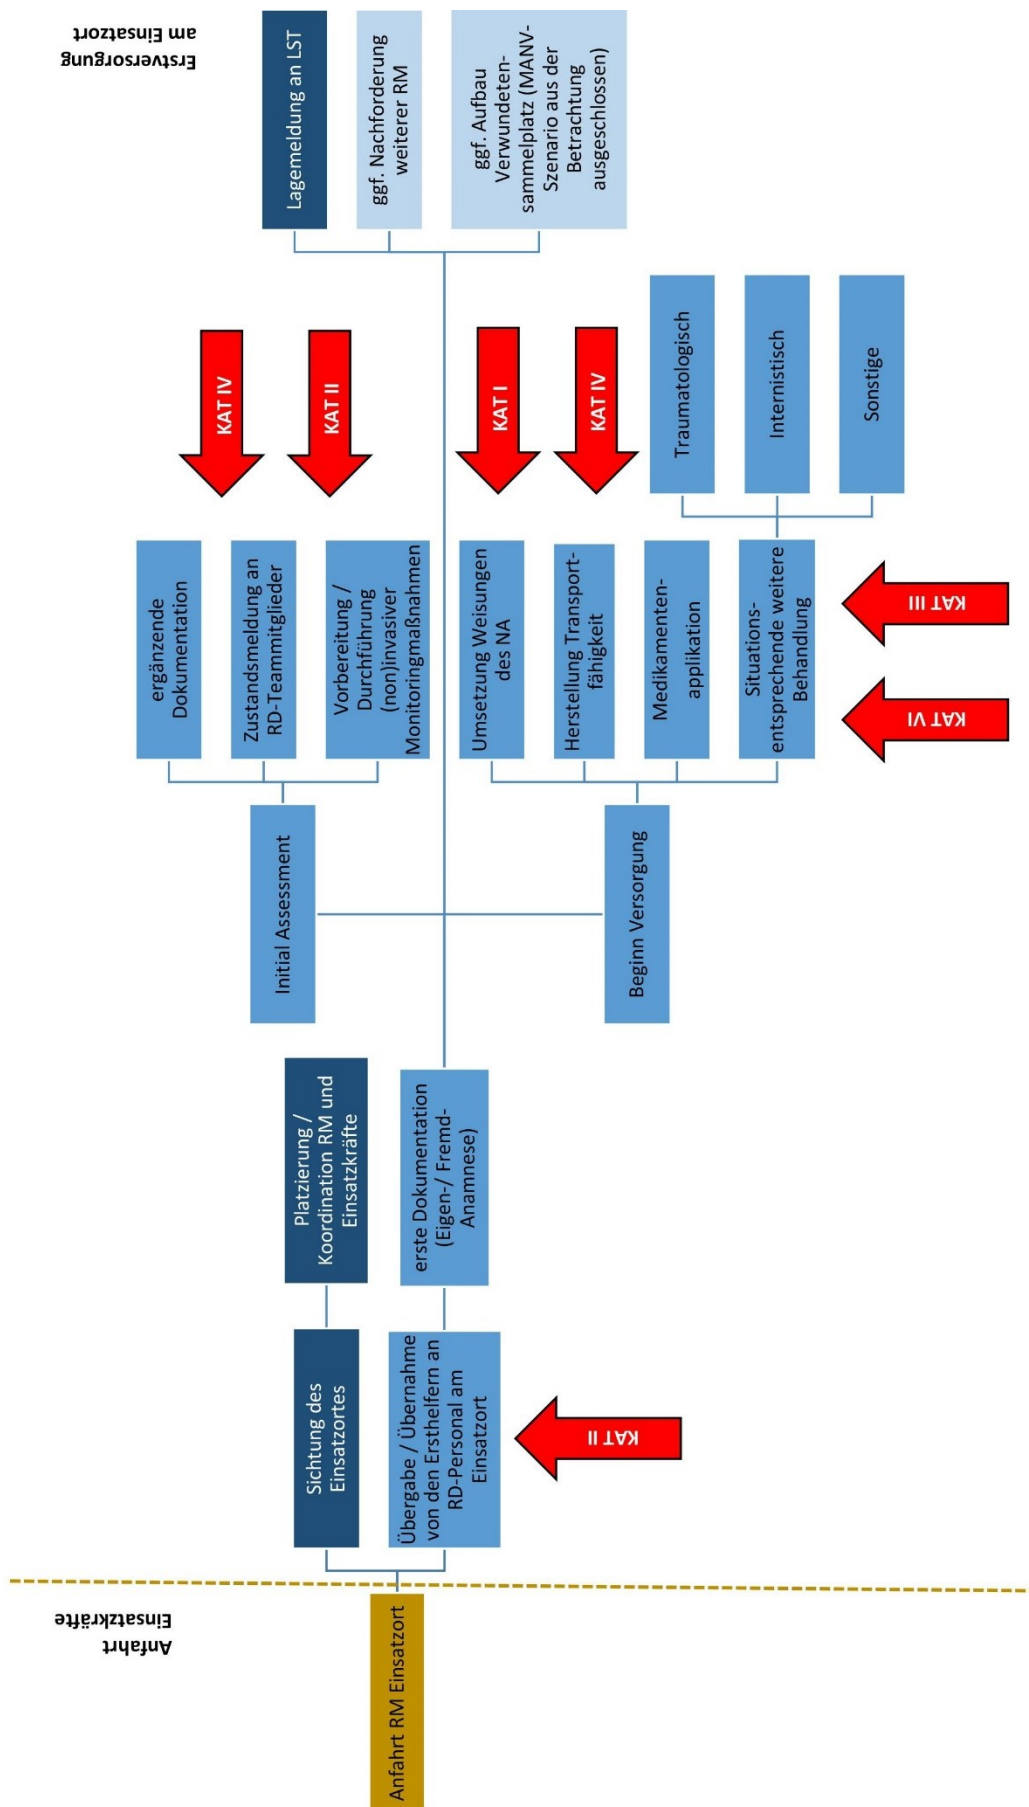 Anfahrt
Einsatzkräfte
Erstversorgung
am Einsatzort
Anfahrt RM Einsatzort
Sichtung des
Einsatzortes
Platzierung /
Koordination RM und
Einsatzkräfte
Übergabe / Übernahme
von den Ersthelfern an
RD-Personal am
Einsatzort
KAT II
erste Dokumentation
(Eigen-/ Fremd-
Anamnese)
Initial Assessment
ergänzende
Dokumentation
KAT IV
Zustandsmeldung an
RD-Teammitglieder
KAT II
Vorbereitung /
Durchführung
(non)invasiver
Monitoringmaßnahmen
Beginn Versorgung
Umsetzung Weisungen
des NA
KAT I
Herstellung Transport-
fähigkeit
KAT IV
Medikamenten-
applikation
Situations-
entsprechende weitere
Behandlung
KAT VI
KAT III
Traumatologisch
Internistisch
Sonstige
Lagemeldung an LST
ggf. Nachforderung
weiterer RM
ggf. Aufbau
Verwundeten-
sammelplatz (MANV-
Szenario aus der
Betrachtung
ausgeschlossen)